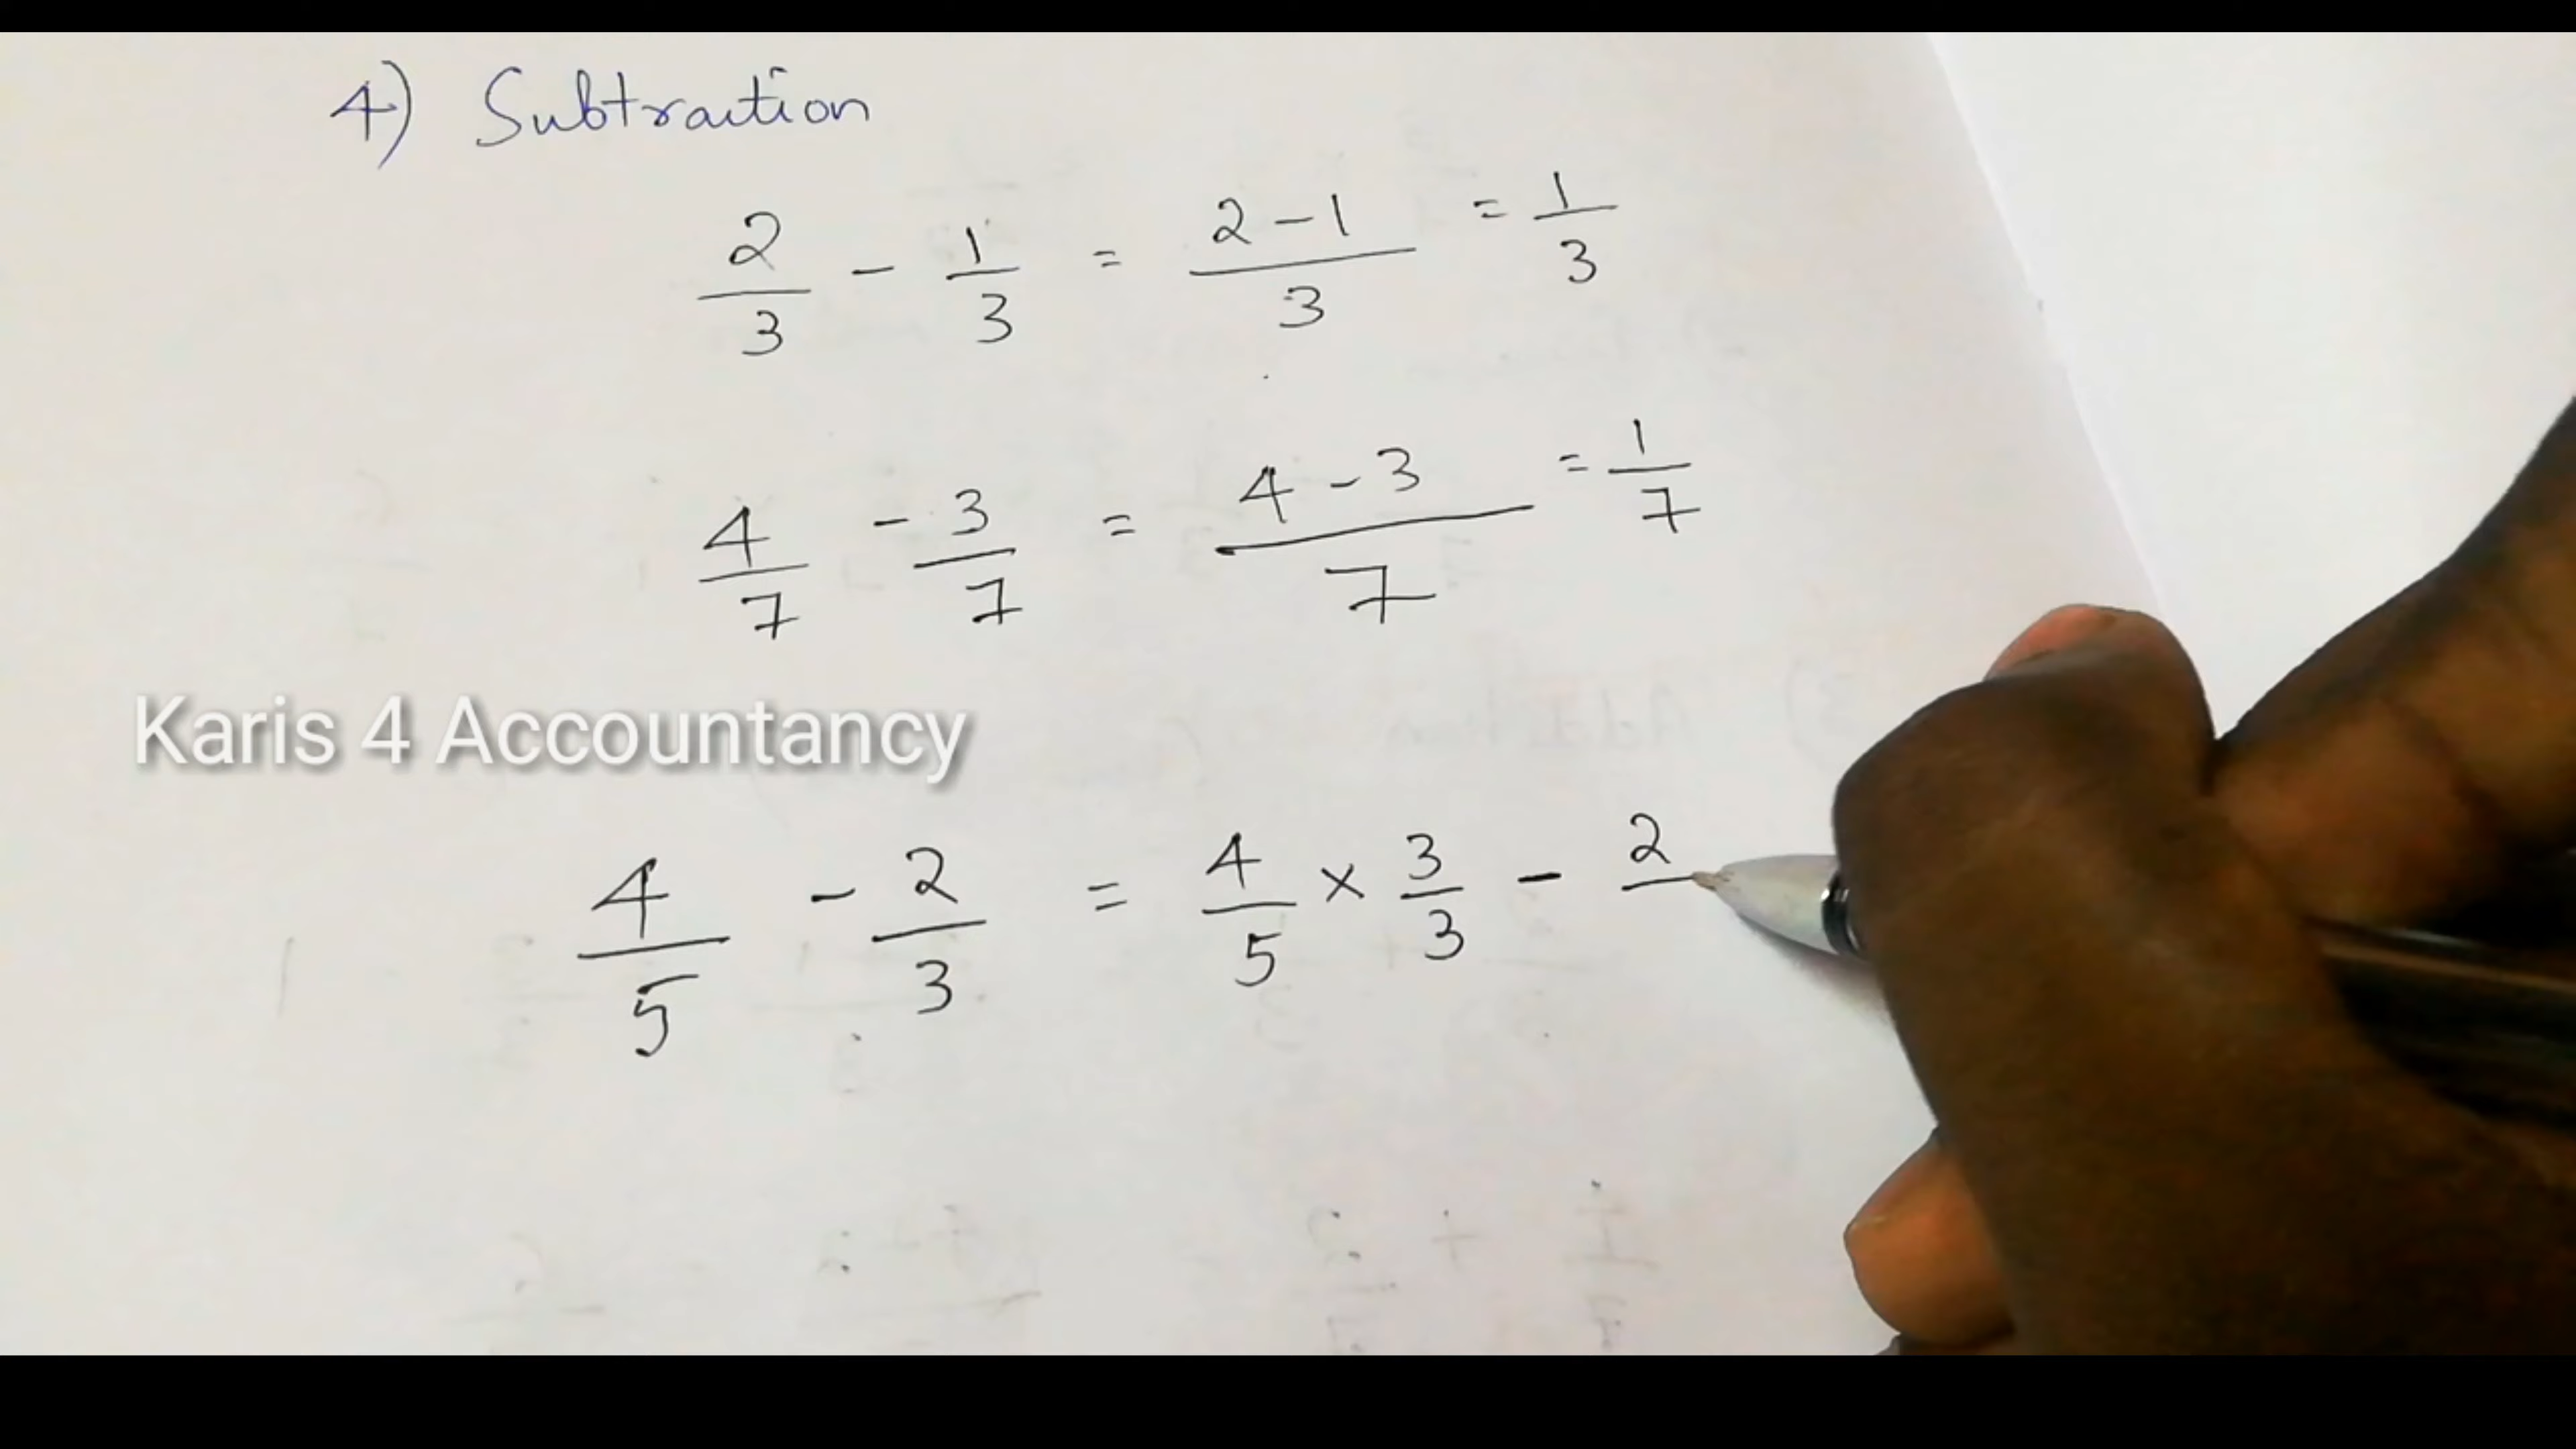 4) Subtraction
2/3 - 1/3 = 2-1/3 = 1/3
4/7 - 3/7 = 4-3/7 = 1/7
Karis 4 Accountancy
4/5 - 2/3 = 4/5 × 3/3 - 2